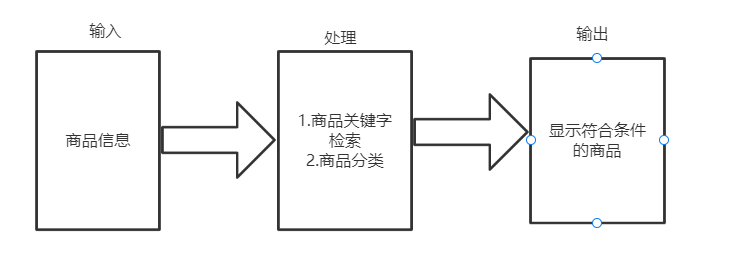 输入
处理
输出
商品信息
1.商品关键字
检索
2.商品分类
显示符合条件
的商品